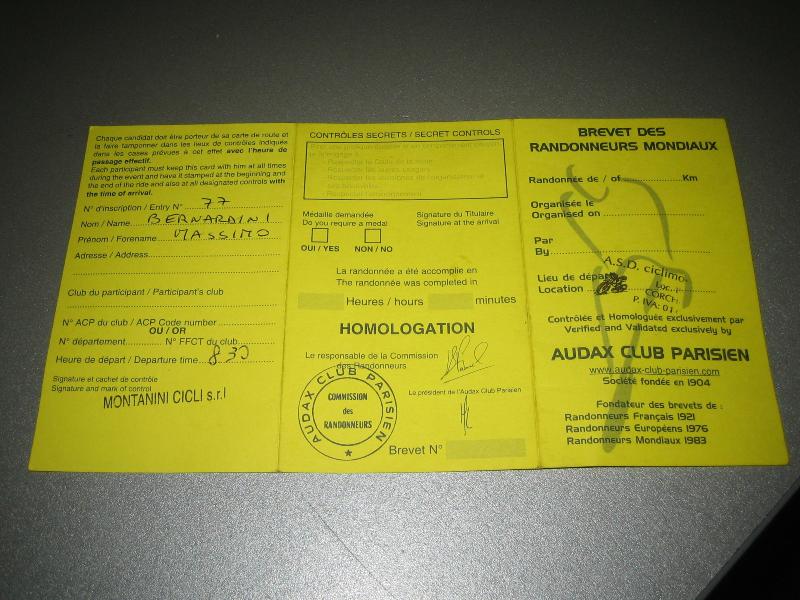 Chaque candidat doit être porteur de sa carte de route et
la faire tamponner dans les lieux de contrôles indiqués
dans les cases prévues à cet effet avec l'heure de
passage effectif.
Each participant must keep this card with him at all times
during the event and have it stamped at the beginning and
the end of the ride and also at all designated controls with
the time of arrival.
N° d'inscription / Entry N° 77
Nom / Name BERNARDINI
Prénom / Forename MASSIMO
Adresse / Address
Club du participant / Participant's club
N° ACP du club / ACP Code number
OU / OR
N° département N° FFCT du club
Heure de départ / Departure time 8 30
Signature et cachet de contrôle
Signature and mark of control
MONTANINI CICLI s.r.l
CONTRÔLES SECRETS / SECRET CONTROLS
Médaille demandée
Do you require a medal
OUI / YES NON / NO
Signature du Titulaire
Signature at the arrival
La randonnée a été accomplie en
The randonnée was completed in
Heures / hours minutes
HOMOLOGATION
Le responsable de la Commission
des Randonneurs
Le président de l'Audax Club Parisien
AUDAX CLUB PARISIEN
COMMISSION
des
RANDONNEURS
Brevet N°
BREVET DES
RANDONNEURS MONDIAUX
Randonnée de / of Km
Organisée le
Organised on
Par
By
A.S.D. ciclimo
Lieu de départ
Location
Loc.
CORCH
P. IVA: 01
Contrôlée et Homologuée exclusivement par
Verified and Validated exclusively by
AUDAX CLUB PARISIEN
www.audax-club-parisien.com
Société fondée en 1904
Fondateur des brevets de :
Randonneurs Français 1921
Randonneurs Européens 1976
Randonneurs Mondiaux 1983